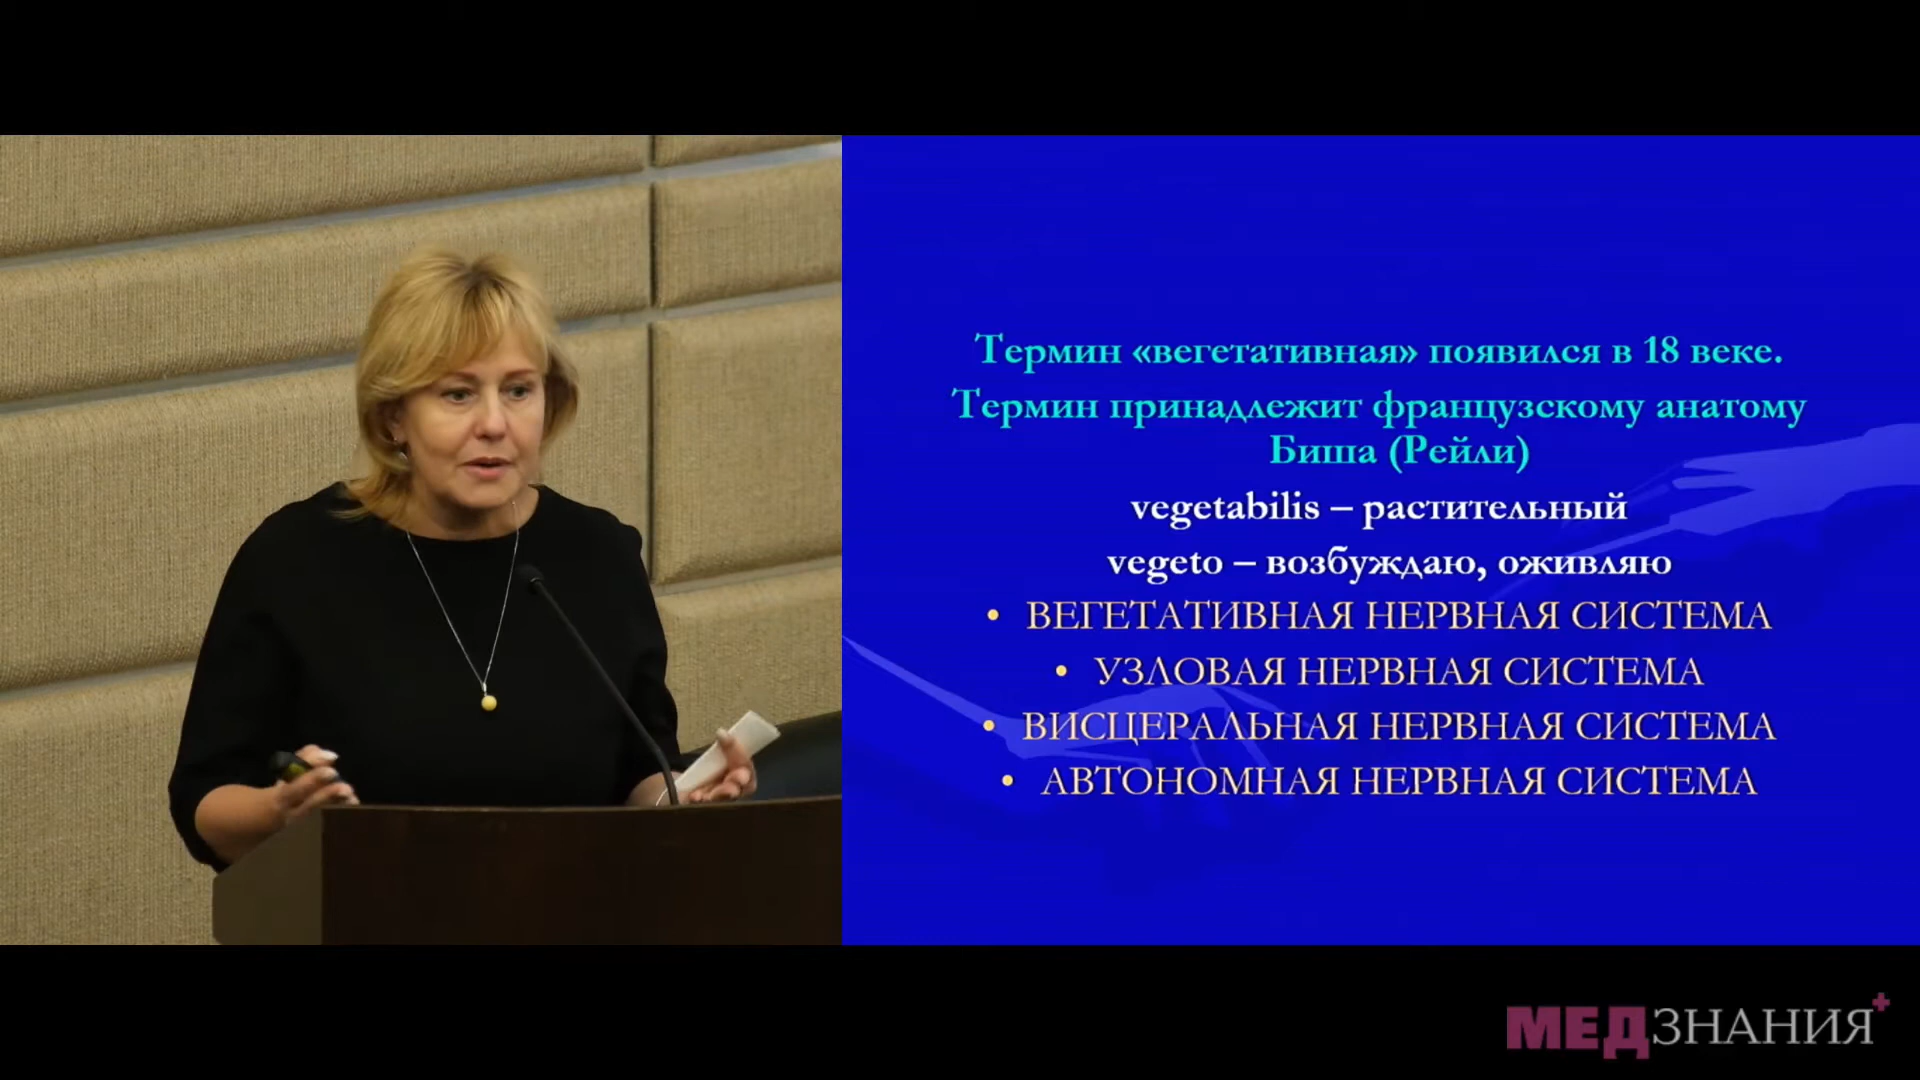 Термин «вегетативная» появился в 18 веке.
Термин принадлежит французскому анатому
Биша (Рейли)
vegetabilis – растительный
vegeto – возбуждаю, оживляю
• ВЕГЕТАТИВНАЯ НЕРВНАЯ СИСТЕМА
• УЗЛОВАЯ НЕРВНАЯ СИСТЕМА
• ВИСЦЕРАЛЬНАЯ НЕРВНАЯ СИСТЕМА
• АВТОНОМНАЯ НЕРВНАЯ СИСТЕМА
МЕДЗНАНИЯ+